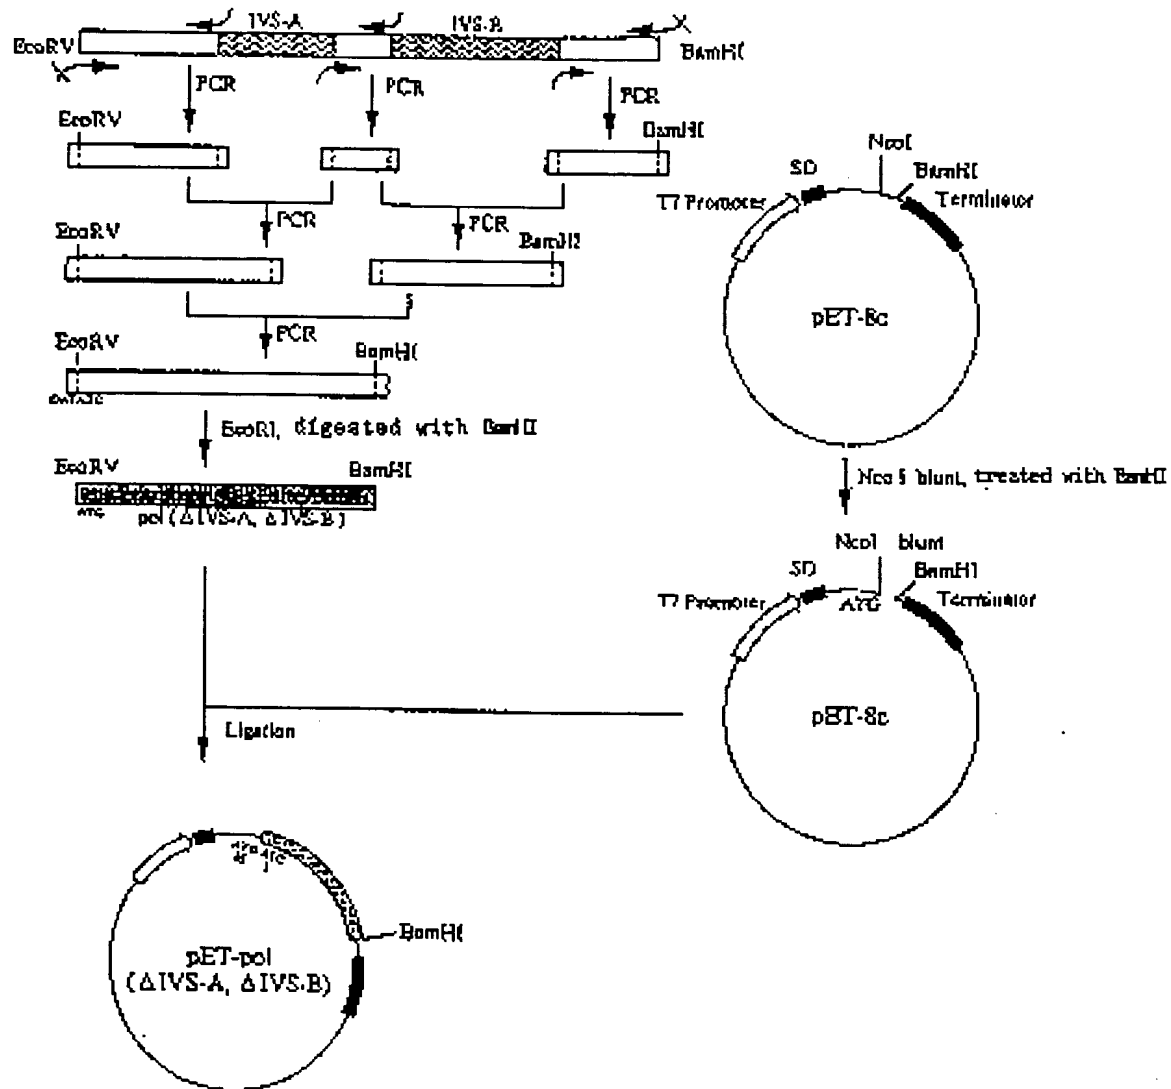 IVS-A
IVS-B
EcoRV
BamHI
PCR
PCR
PCR
EcoRV
BamHI
PCR
PCR
EcoRV
BamHI
PCR
EcoRV
BamHI
EcoRI, digested with BamHI
EcoRV
BamHI
ATG
pol (ΔIVS-A, ΔIVS-B)
Ligation
NcoI
SD
BamHI
T7 Promoter
Terminator
pET-8c
Nco I blunt, treated with BamHI
NcoI blunt
SD
BamHI
T7 Promoter
ATG
Terminator
pET-8c
BamHI
pET-pol
(ΔIVS-A, ΔIVS-B)